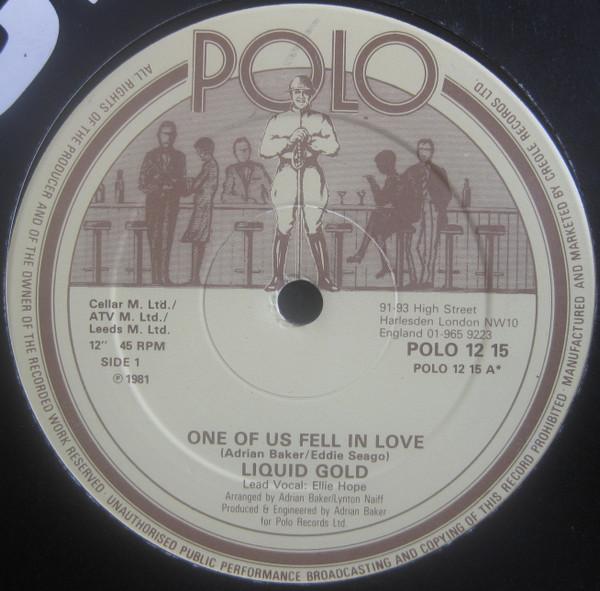 POLO
Cellar M. Ltd./
ATV M. Ltd./
Leeds M. Ltd.
12" 45 RPM
SIDE 1
℗ 1981
91-93 High Street
Harlesden London NW10
England 01-965 9223
POLO 12 15
POLO 12 15 A*
ONE OF US FELL IN LOVE
(Adrian Baker/Eddie Seago)
LIQUID GOLD
Lead Vocal: Ellie Hope
Arranged by Adrian Baker/Lynton Naiff
Produced & Engineered by Adrian Baker
for Polo Records Ltd.
ALL RIGHTS OF THE PRODUCER AND OF THE OWNER OF THE RECORDED WORK RESERVED · UNAUTHORISED PUBLIC PERFORMANCE BROADCASTING AND COPYING OF THIS RECORD PROHIBITED · MANUFACTURED AND MARKETED BY CREOLE RECORDS LTD.